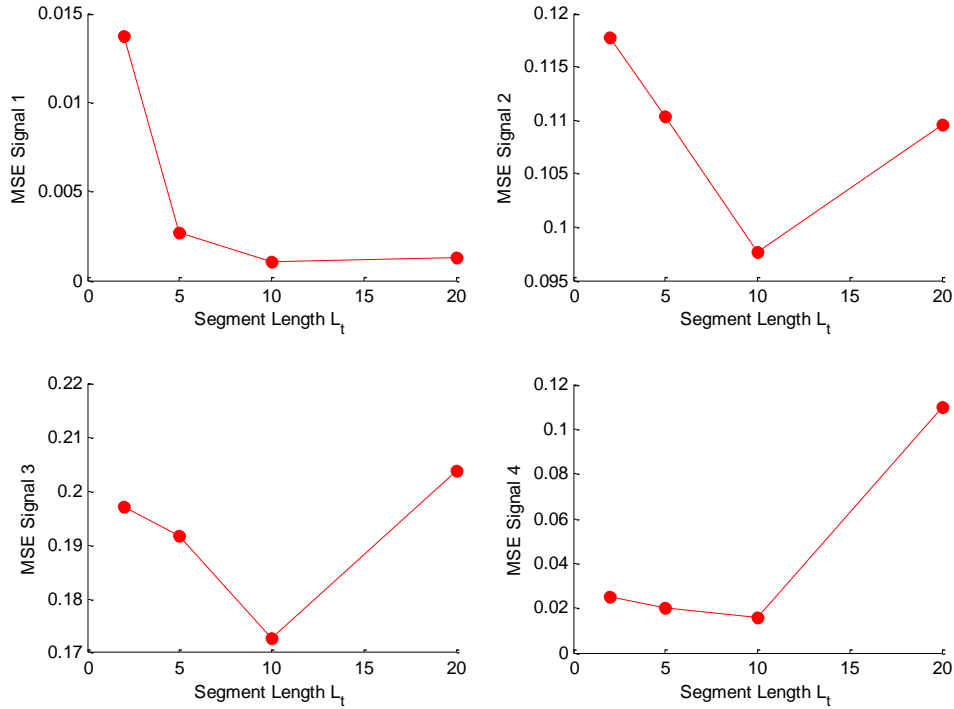 0.015
0.01
0.005
0
MSE Signal 1
0 5 10 15 20
Segment Length L_t
0.12
0.115
0.11
0.105
0.1
0.095
MSE Signal 2
0 5 10 15 20
Segment Length L_t
0.22
0.21
0.2
0.19
0.18
0.17
MSE Signal 3
0 5 10 15 20
Segment Length L_t
0.12
0.1
0.08
0.06
0.04
0.02
0
MSE Signal 4
0 5 10 15 20
Segment Length L_t